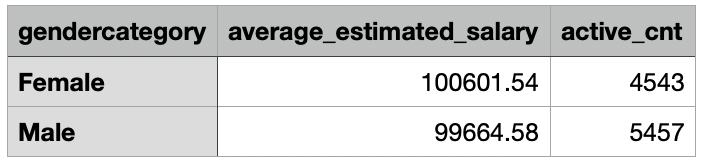 gendercategory average_estimated_salary active_cnt
Female 100601.54 4543
Male 99664.58 5457